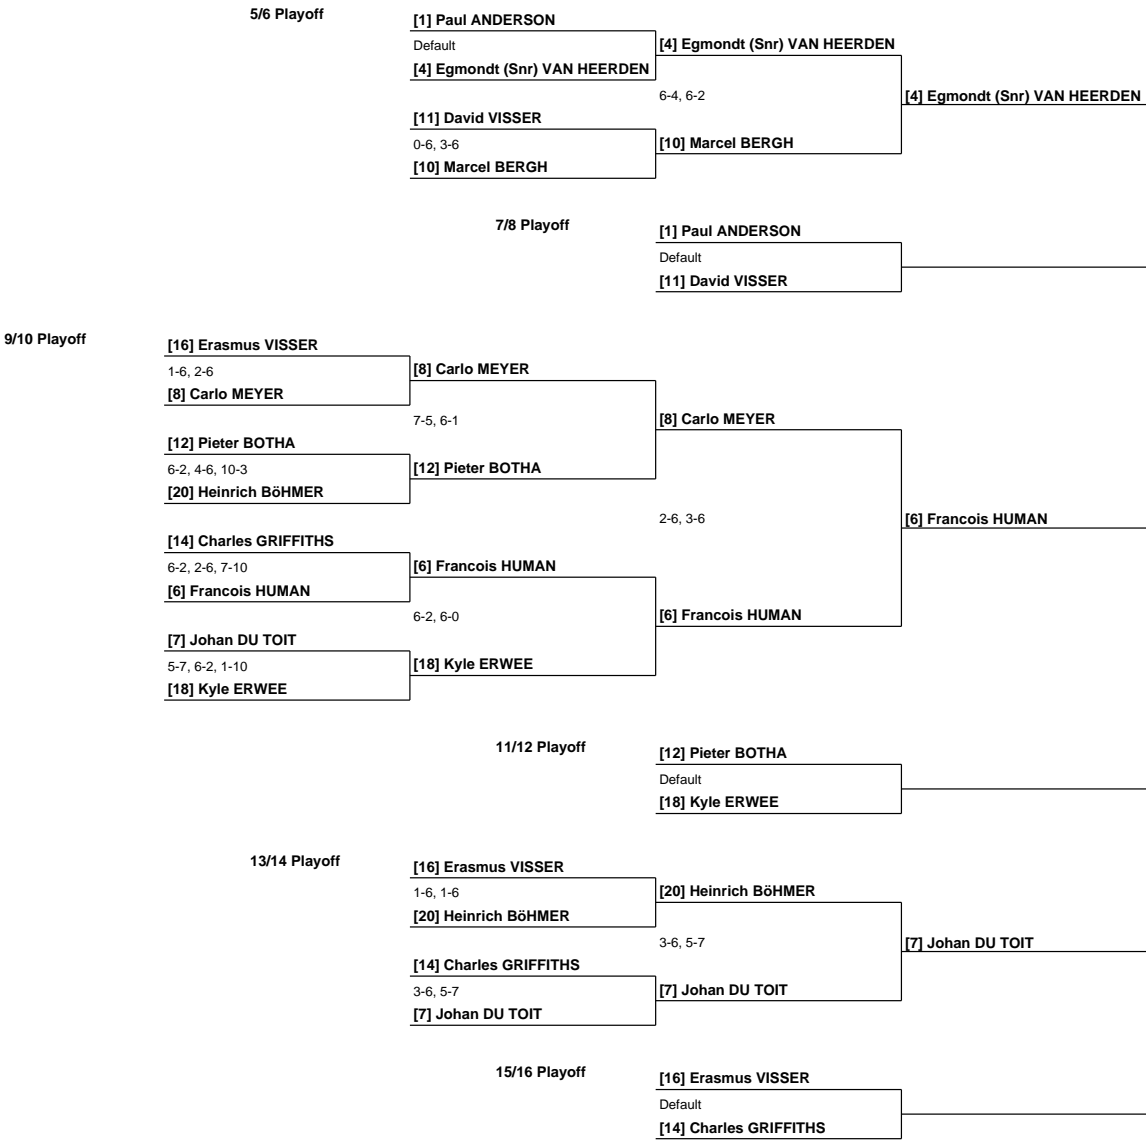 5/6 Playoff
[1] Paul ANDERSON
Default
[4] Egmondt (Snr) VAN HEERDEN
[4] Egmondt (Snr) VAN HEERDEN
6-4, 6-2
[4] Egmondt (Snr) VAN HEERDEN
[11] David VISSER
0-6, 3-6
[10] Marcel BERGH
[10] Marcel BERGH
7/8 Playoff
[1] Paul ANDERSON
Default
[11] David VISSER
9/10 Playoff
[16] Erasmus VISSER
1-6, 2-6
[8] Carlo MEYER
[8] Carlo MEYER
7-5, 6-1
[8] Carlo MEYER
[12] Pieter BOTHA
6-2, 4-6, 10-3
[20] Heinrich BöHMER
[12] Pieter BOTHA
2-6, 3-6
[6] Francois HUMAN
[14] Charles GRIFFITHS
6-2, 2-6, 7-10
[6] Francois HUMAN
[6] Francois HUMAN
6-2, 6-0
[6] Francois HUMAN
[7] Johan DU TOIT
5-7, 6-2, 1-10
[18] Kyle ERWEE
[18] Kyle ERWEE
11/12 Playoff
[12] Pieter BOTHA
Default
[18] Kyle ERWEE
13/14 Playoff
[16] Erasmus VISSER
1-6, 1-6
[20] Heinrich BöHMER
[20] Heinrich BöHMER
3-6, 5-7
[7] Johan DU TOIT
[14] Charles GRIFFITHS
3-6, 5-7
[7] Johan DU TOIT
[7] Johan DU TOIT
15/16 Playoff
[16] Erasmus VISSER
Default
[14] Charles GRIFFITHS